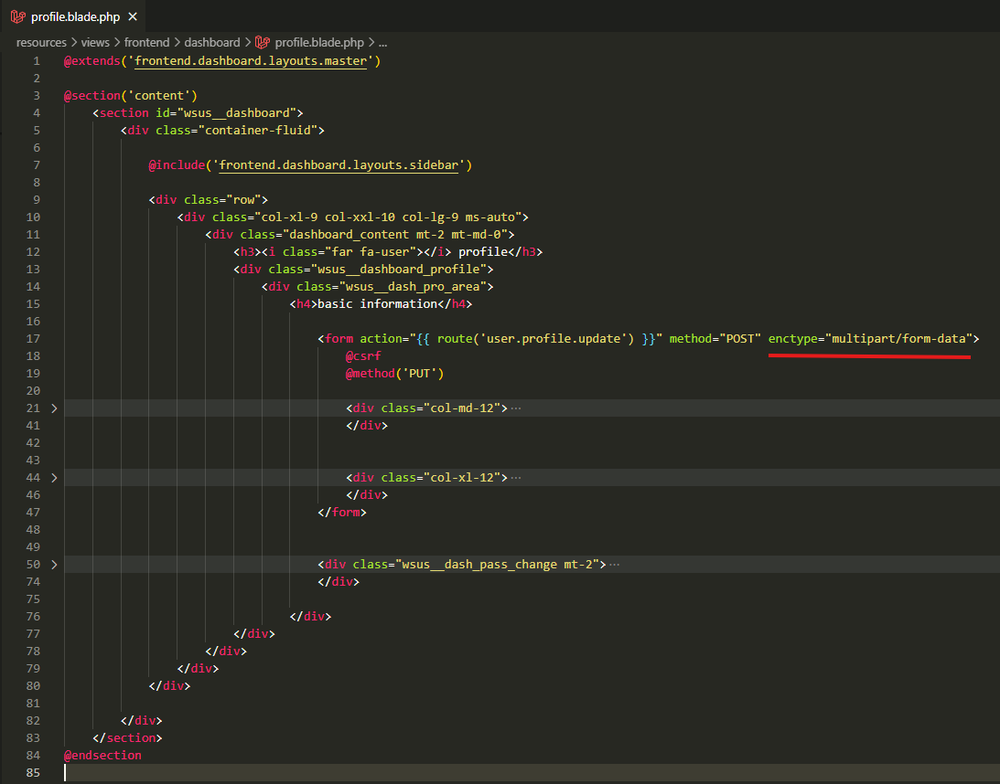 profile.blade.php ×
resources > views > frontend > dashboard > profile.blade.php > ...
1 @extends('frontend.dashboard.layouts.master')
2
3 @section('content')
4 <section id="wsus__dashboard">
5 <div class="container-fluid">
6
7 @include('frontend.dashboard.layouts.sidebar')
8
9 <div class="row">
10 <div class="col-xl-9 col-xxl-10 col-lg-9 ms-auto">
11 <div class="dashboard_content mt-2 mt-md-0">
12 <h3><i class="far fa-user"></i> profile</h3>
13 <div class="wsus__dashboard_profile">
14 <div class="wsus__dash_pro_area">
15 <h4>basic information</h4>
16
17 <form action="{{ route('user.profile.update') }}" method="POST" enctype="multipart/form-data">
18 @csrf
19 @method('PUT')
20
21 > <div class="col-md-12"> ...
41 </div>
42
43
44 > <div class="col-xl-12"> ...
46 </div>
47 </form>
48
49
50 > <div class="wsus__dash_pass_change mt-2"> ...
74 </div>
75
76 </div>
77 </div>
78 </div>
79 </div>
80 </div>
81
82 </div>
83 </section>
84 @endsection
85